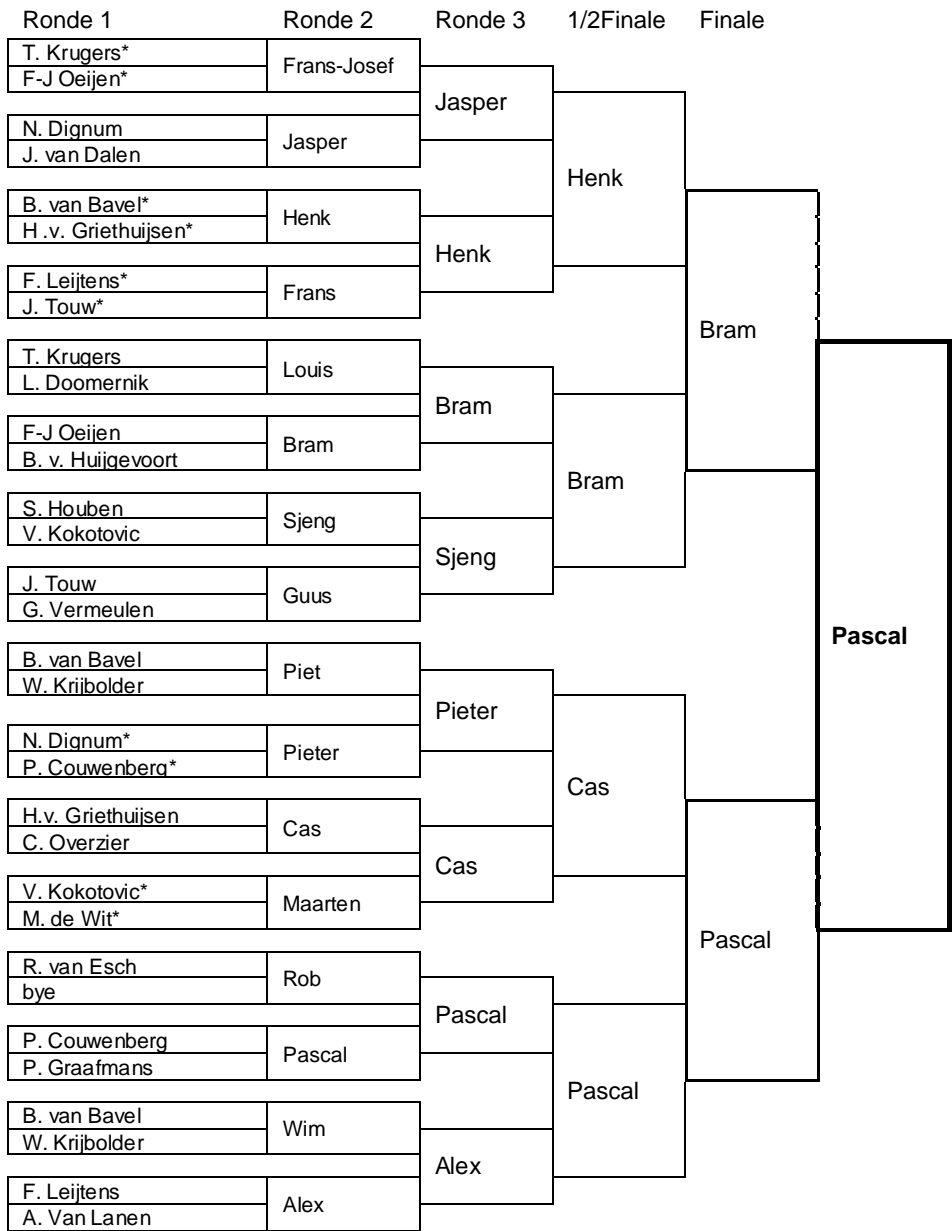 Ronde 1 Ronde 2 Ronde 3 1/2Finale Finale
T. Krugers*
F-J Oeijen*
Frans-Josef
Jasper
N. Dignum
J. van Dalen
Jasper
Henk
B. van Bavel*
H .v. Griethuijsen*
Henk
Henk
F. Leijtens*
J. Touw*
Frans
Bram
T. Krugers
L. Doomernik
Louis
Bram
F-J Oeijen
B. v. Huijgevoort
Bram
Bram
S. Houben
V. Kokotovic
Sjeng
Sjeng
J. Touw
G. Vermeulen
Guus
Pascal
B. van Bavel
W. Krijbolder
Piet
Pieter
N. Dignum*
P. Couwenberg*
Pieter
Cas
H.v. Griethuijsen
C. Overzier
Cas
Cas
V. Kokotovic*
M. de Wit*
Maarten
Pascal
R. van Esch
bye
Rob
Pascal
P. Couwenberg
P. Graafmans
Pascal
Pascal
B. van Bavel
W. Krijbolder
Wim
Alex
F. Leijtens
A. Van Lanen
Alex